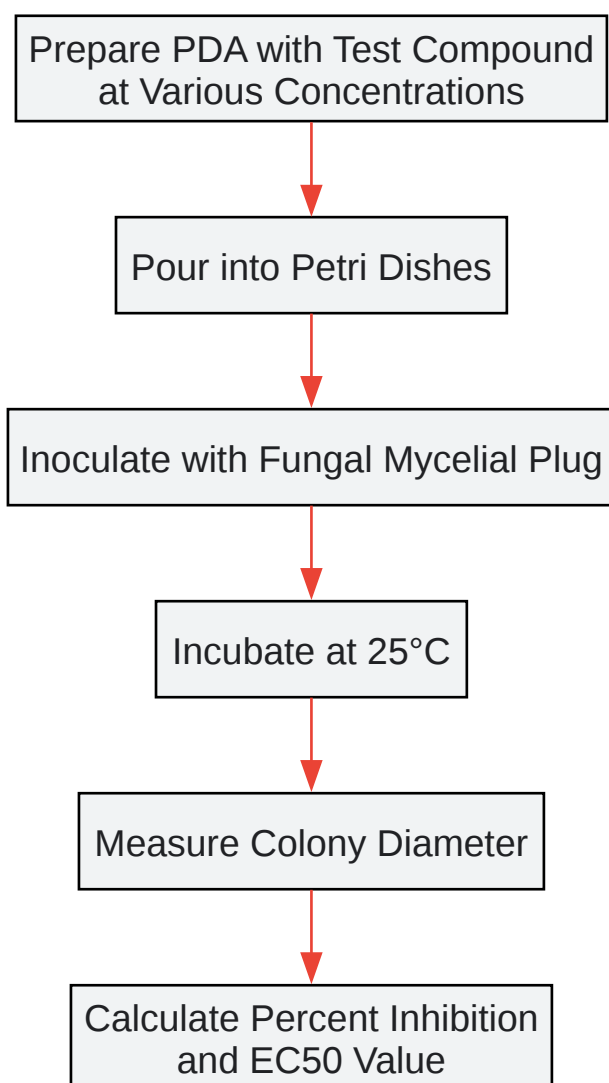 Prepare PDA with Test Compound
at Various Concentrations
Pour into Petri Dishes
Inoculate with Fungal Mycelial Plug
Incubate at 25°C
Measure Colony Diameter
Calculate Percent Inhibition
and EC50 Value